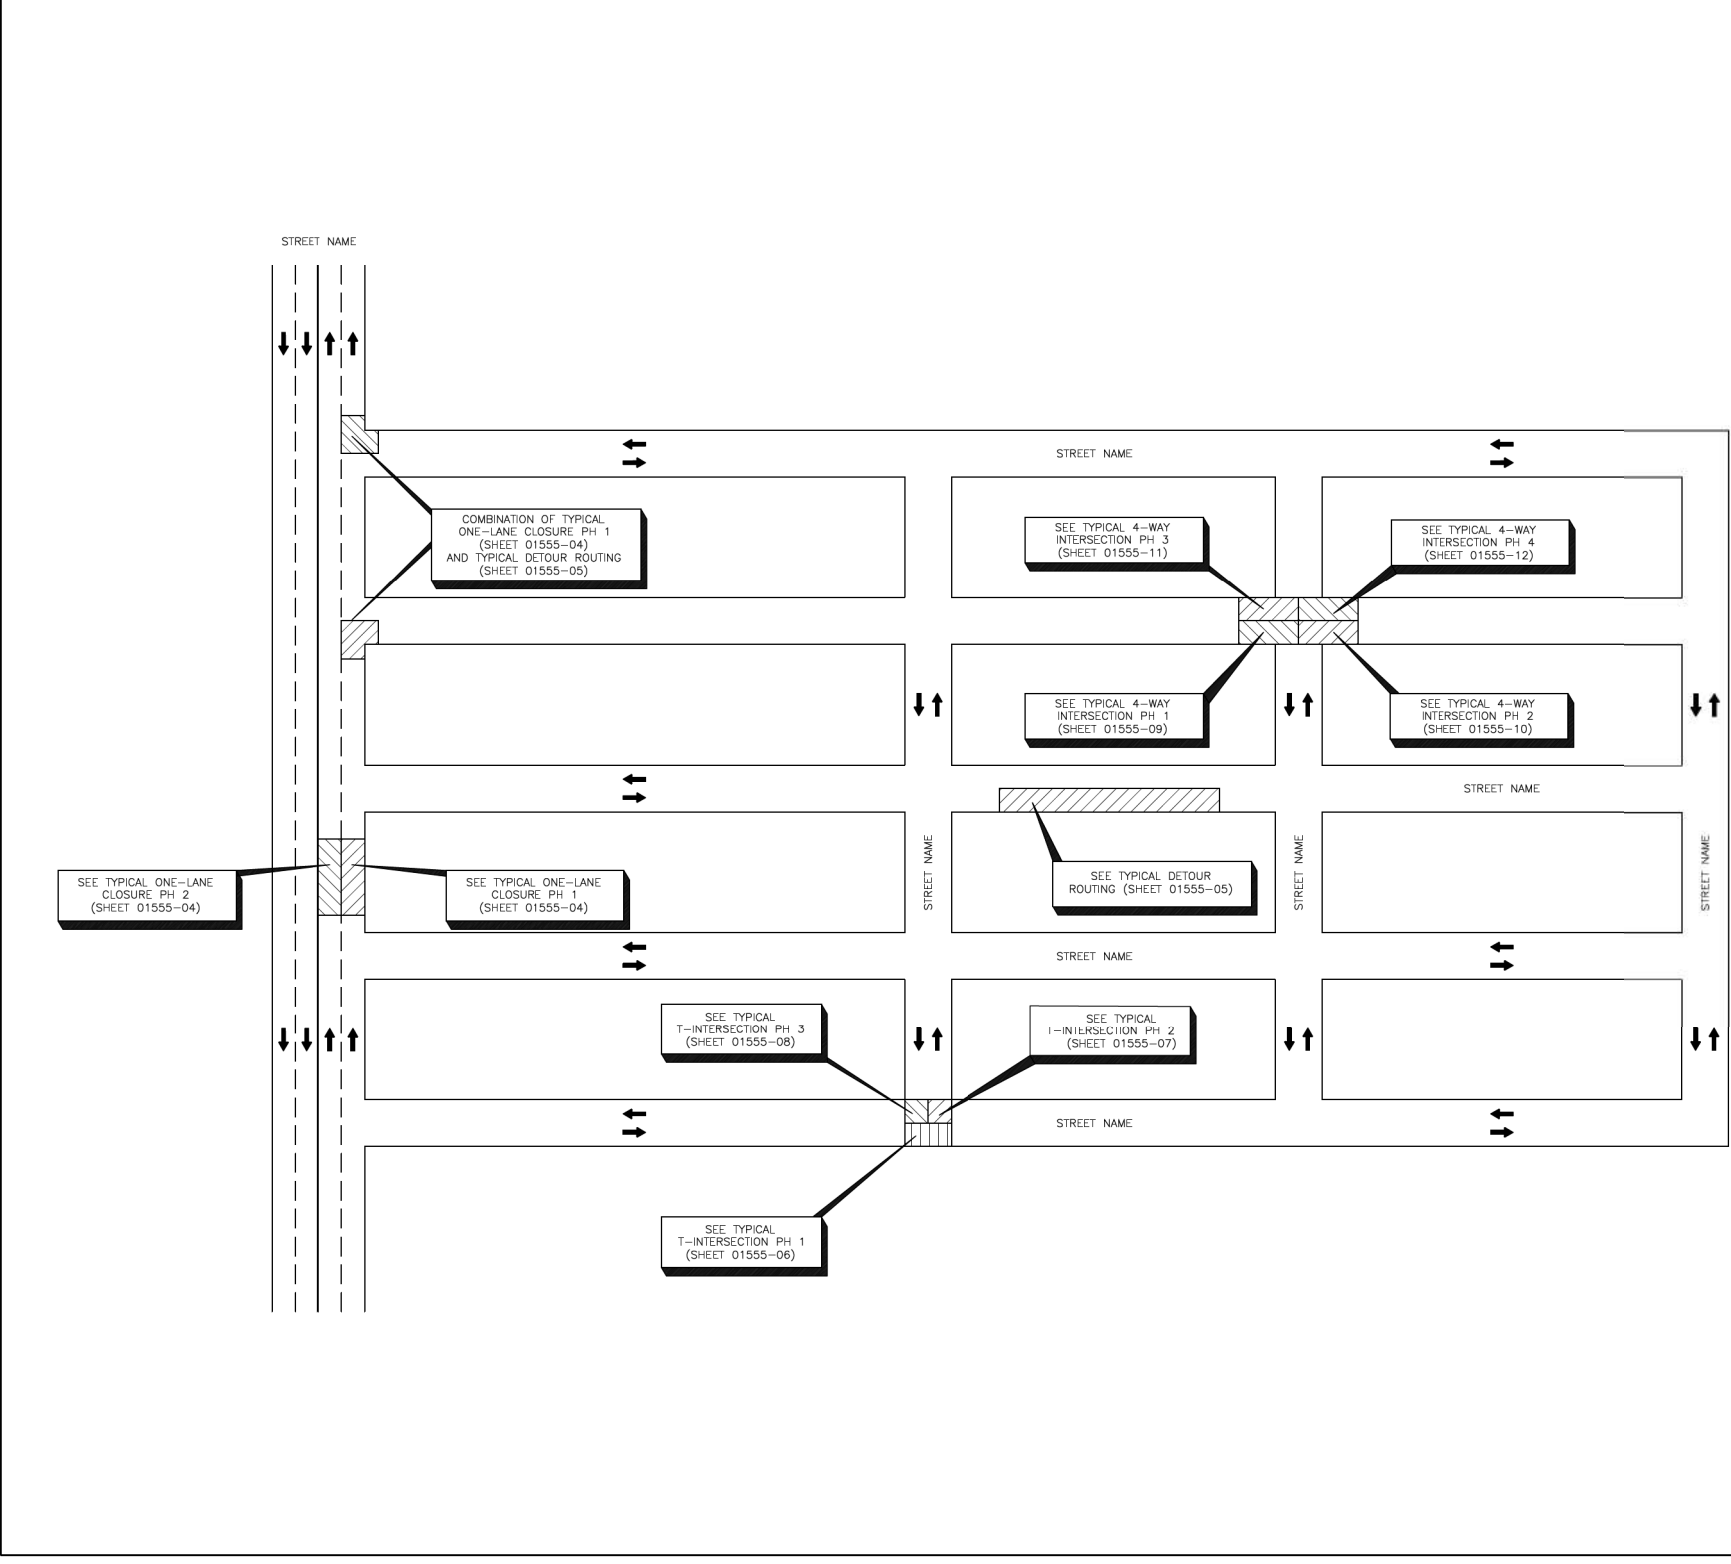 STREET NAME
STREET NAME
COMBINATION OF TYPICAL
ONE-LANE CLOSURE PH 1
(SHEET 01555-04)
AND TYPICAL DETOUR ROUTING
(SHEET 01555-05)
SEE TYPICAL 4-WAY
INTERSECTION PH 3
(SHEET 01555-11)
SEE TYPICAL 4-WAY
INTERSECTION PH 4
(SHEET 01555-12)
SEE TYPICAL 4-WAY
INTERSECTION PH 1
(SHEET 01555-09)
SEE TYPICAL 4-WAY
INTERSECTION PH 2
(SHEET 01555-10)
STREET NAME
SEE TYPICAL ONE-LANE
CLOSURE PH 2
(SHEET 01555-04)
SEE TYPICAL ONE-LANE
CLOSURE PH 1
(SHEET 01555-04)
STREET NAME
SEE TYPICAL DETOUR
ROUTING (SHEET 01555-05)
STREET NAME
STREET NAME
STREET NAME
SEE TYPICAL
T-INTERSECTION PH 3
(SHEET 01555-08)
SEE TYPICAL
T-INTERSECTION PH 2
(SHEET 01555-07)
STREET NAME
SEE TYPICAL
T-INTERSECTION PH 1
(SHEET 01555-06)